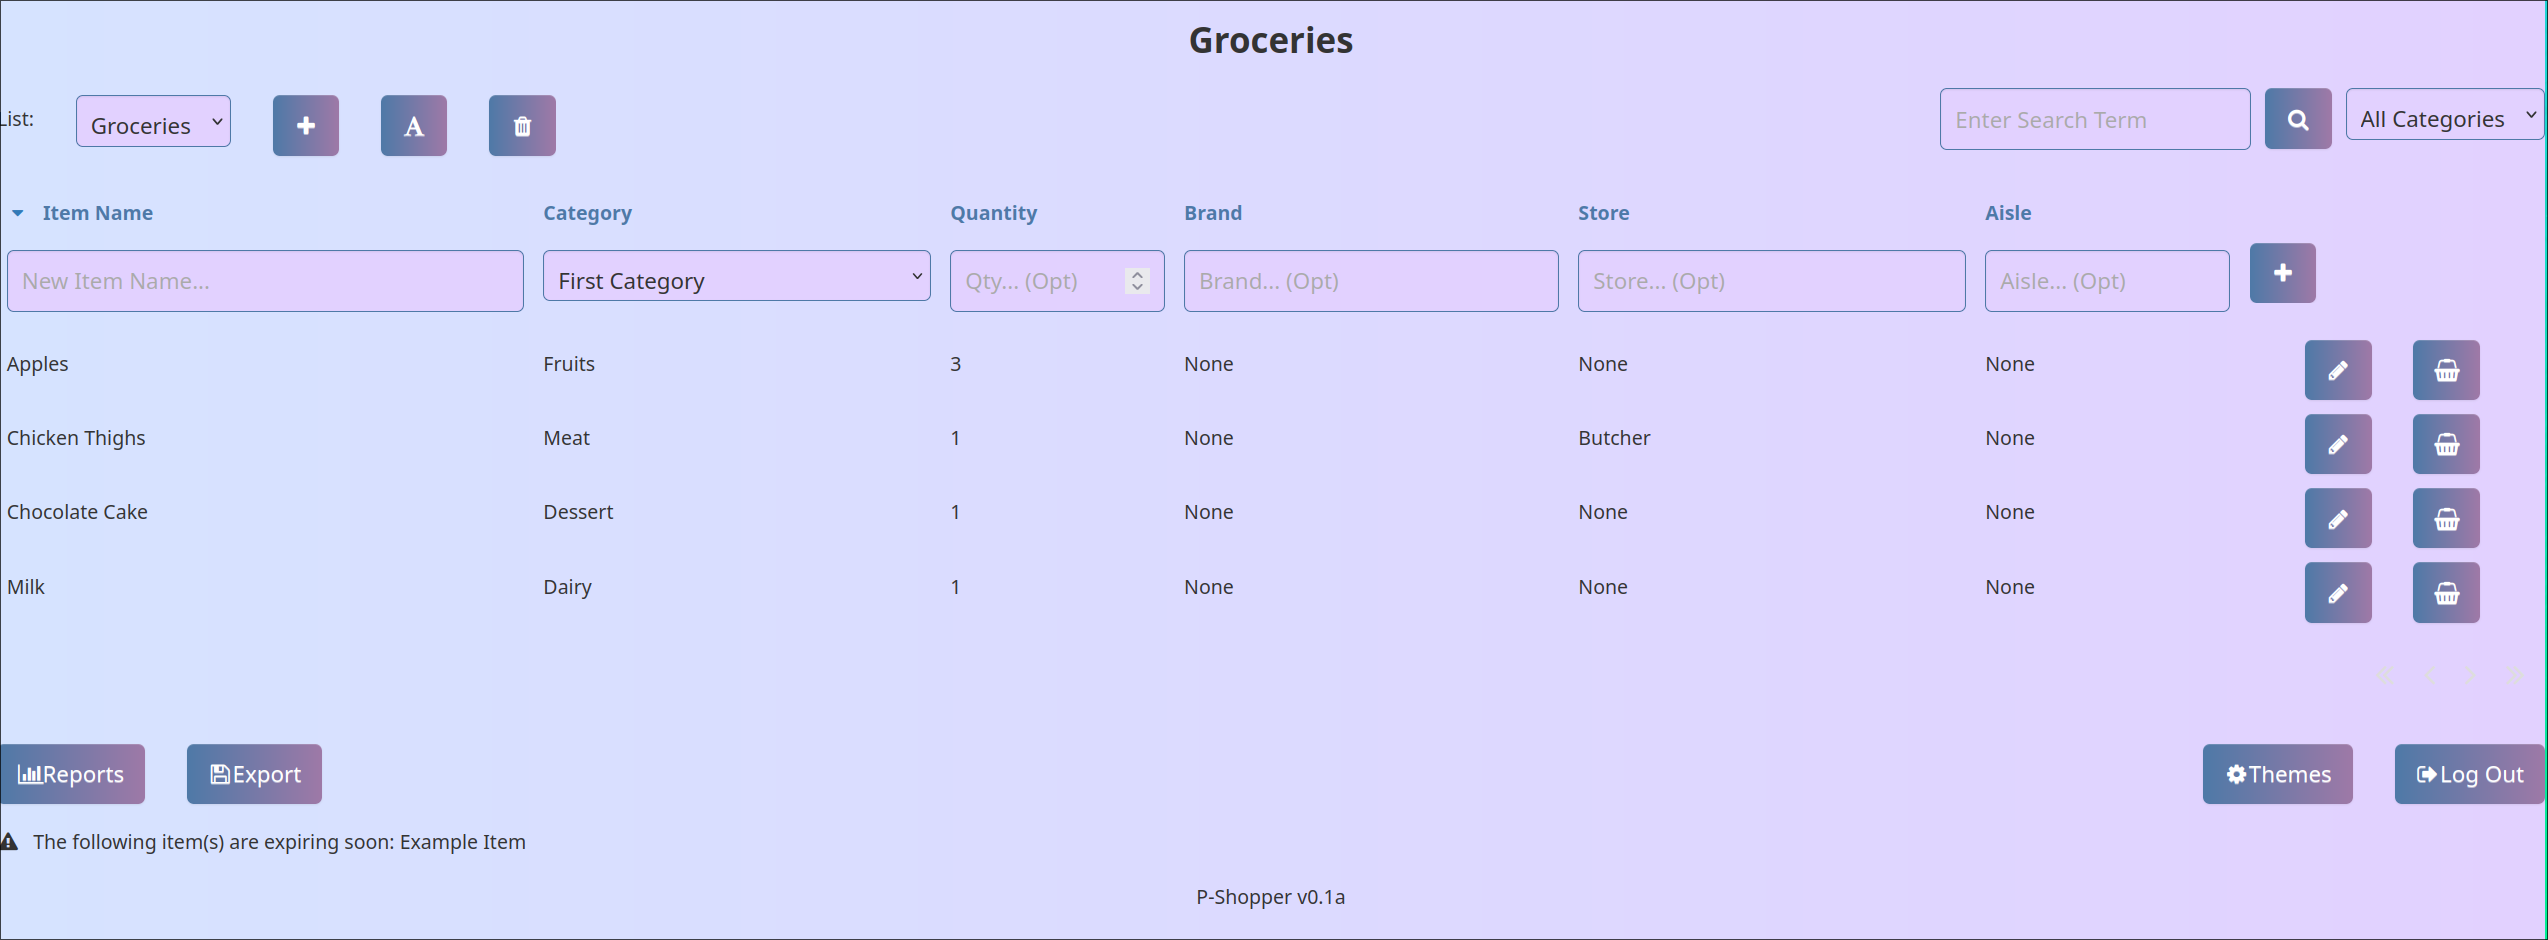 Groceries
List: Groceries A Enter Search Term All Categories
Item Name Category Quantity Brand Store Aisle
New Item Name... First Category Qty... (Opt) Brand... (Opt) Store... (Opt) Aisle... (Opt)
Apples Fruits 3 None None None
Chicken Thighs Meat 1 None Butcher None
Chocolate Cake Dessert 1 None None None
Milk Dairy 1 None None None
« ‹ › »
Reports Export Themes Log Out
The following item(s) are expiring soon: Example Item
P-Shopper v0.1a